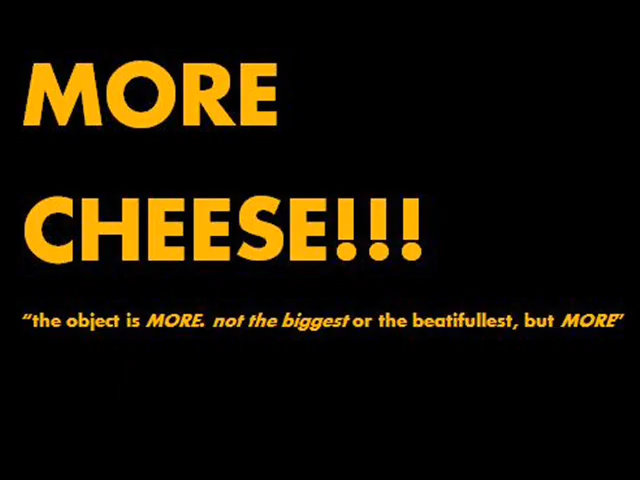 MORE
CHEESE!!!
“the object is MORE. not the biggest or the beatifullest, but MORE”